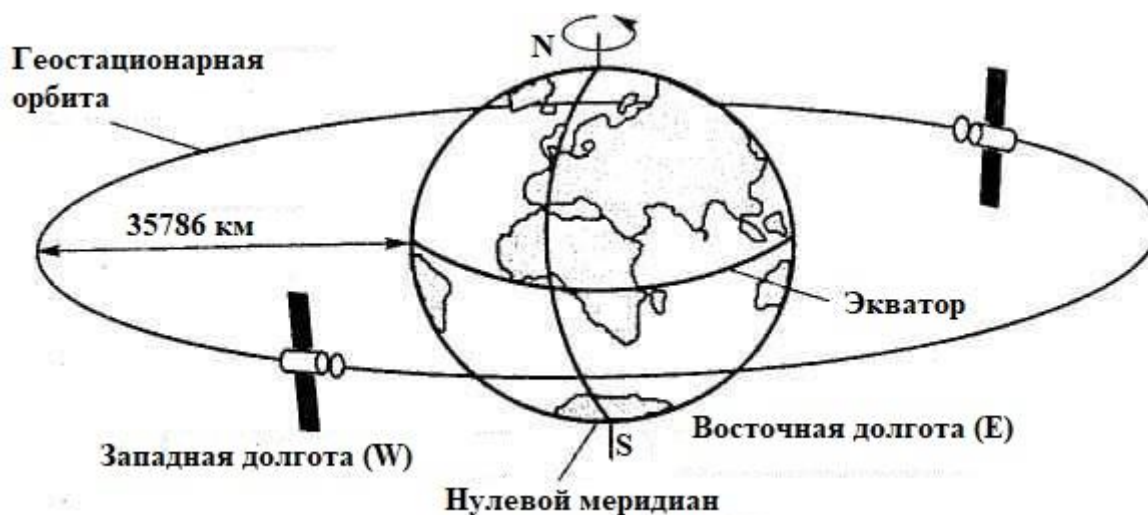 N
Геостационарная
орбита
35786 км
Экватор
Западная долгота (W)
S
Восточная долгота (E)
Нулевой меридиан